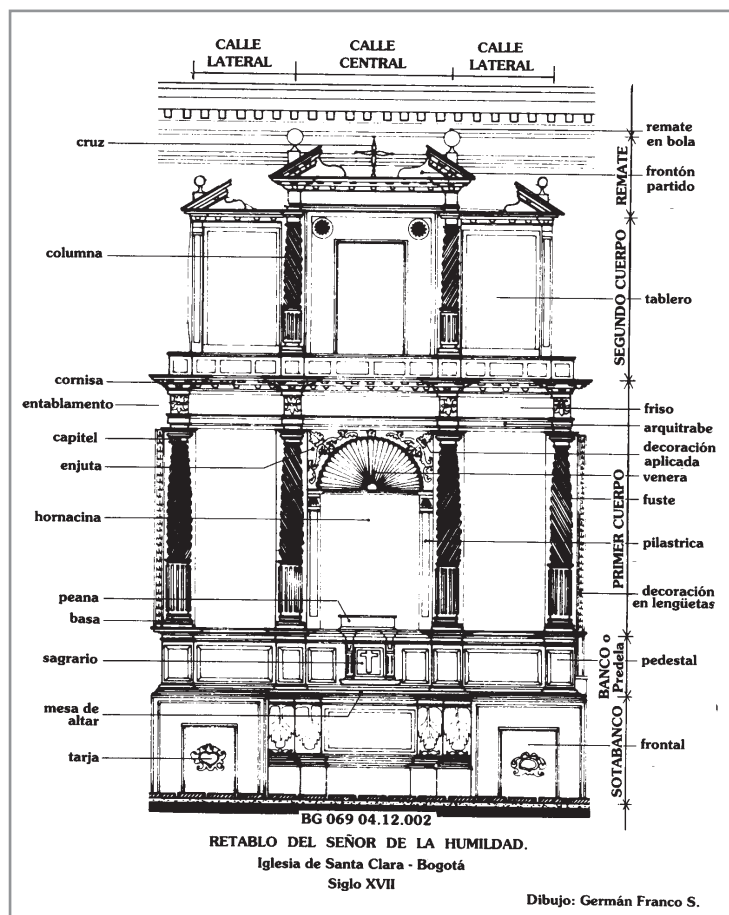 CALLE
LATERAL
CALLE
CENTRAL
CALLE
LATERAL
cruz
columna
cornisa
entablamento
capitel
enjuta
hornacina
peana
basa
sagrario
mesa de
altar
tarja
remate
en bola
frontón
partido
tablero
friso
arquitrabe
decoración
aplicada
venera
fuste
pilastrica
decoración
en lengüetas
pedestal
frontal
REMATE
SEGUNDO CUERPO
PRIMER CUERPO
BANCO o
Predela
SOTABANCO
BG 069 04.12.002
RETABLO DEL SEÑOR DE LA HUMILDAD.
Iglesia de Santa Clara - Bogotá
Siglo XVII
Dibujo: Germán Franco S.